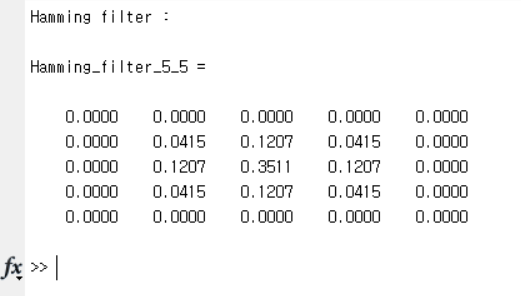 Hamming filter :
Hamming_filter_5_5 =
0.0000 0.0000 0.0000 0.0000 0.0000
0.0000 0.0415 0.1207 0.0415 0.0000
0.0000 0.1207 0.3511 0.1207 0.0000
0.0000 0.0415 0.1207 0.0415 0.0000
0.0000 0.0000 0.0000 0.0000 0.0000
fx >>